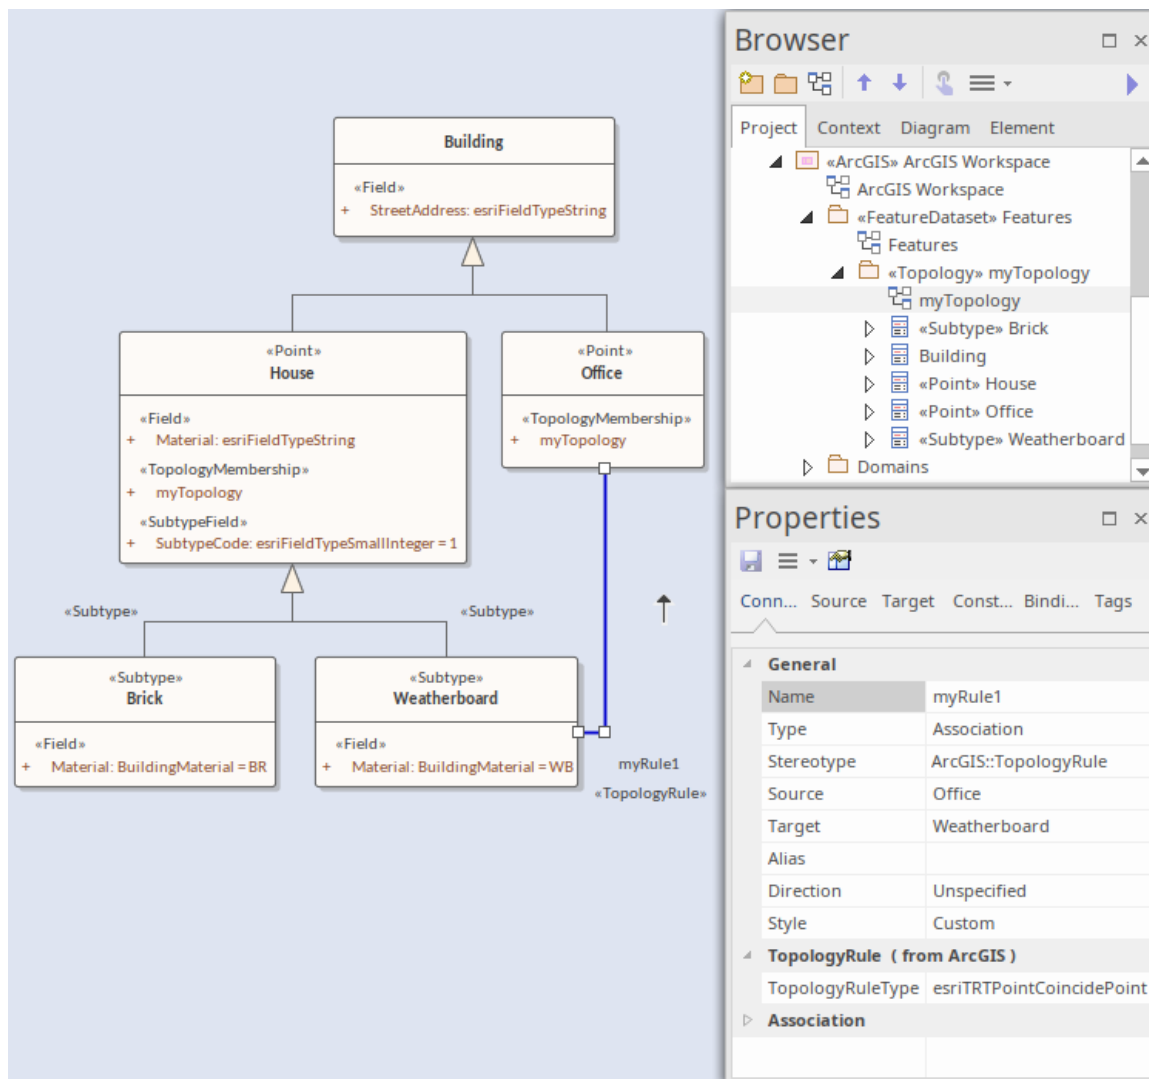 Building
«Field»
+ StreetAddress: esriFieldTypeString
«Point»
House
«Field»
+ Material: esriFieldTypeString
«TopologyMembership»
+ myTopology
«SubtypeField»
+ SubtypeCode: esriFieldTypeSmallInteger = 1
«Point»
Office
«TopologyMembership»
+ myTopology
«Subtype»
«Subtype»
«Subtype»
Brick
«Field»
+ Material: BuildingMaterial = BR
«Subtype»
Weatherboard
«Field»
+ Material: BuildingMaterial = WB
myRule1
«TopologyRule»
Browser
Project Context Diagram Element
«ArcGIS» ArcGIS Workspace
ArcGIS Workspace
«FeatureDataset» Features
Features
«Topology» myTopology
myTopology
«Subtype» Brick
Building
«Point» House
«Point» Office
«Subtype» Weatherboard
Domains
Properties
Conn... Source Target Const... Bindi... Tags
General
Name myRule1
Type Association
Stereotype ArcGIS::TopologyRule
Source Office
Target Weatherboard
Alias
Direction Unspecified
Style Custom
TopologyRule ( from ArcGIS )
TopologyRuleType esriTRTPointCoincidePoint
Association